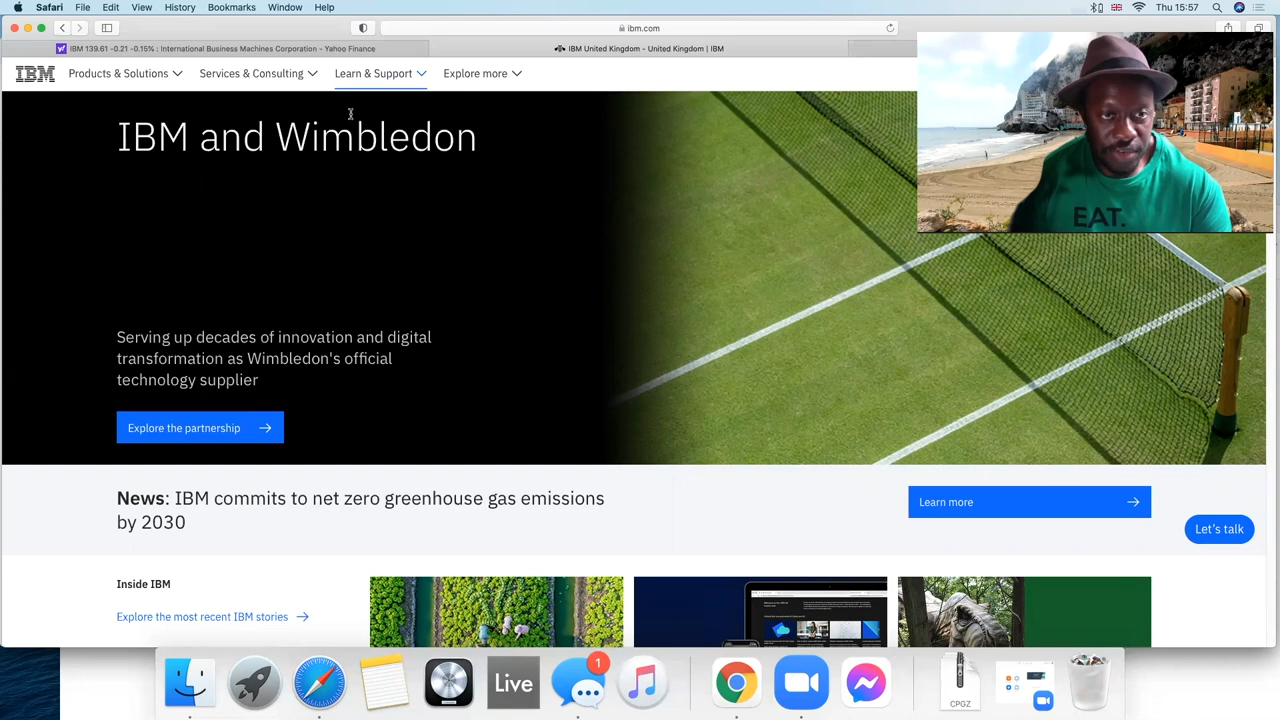 Safari File Edit View History Bookmarks Window Help
Thu 15:57
ibm.com
IBM 139.61 -0.21 -0.15% : International Business Machines Corporation - Yahoo Finance
IBM United Kingdom - United Kingdom | IBM
IBM Products & Solutions Services & Consulting Learn & Support Explore more
IBM and Wimbledon
EAT.
Serving up decades of innovation and digital
transformation as Wimbledon's official
technology supplier
Explore the partnership
News: IBM commits to net zero greenhouse gas emissions
by 2030
Learn more
Let's talk
Inside IBM
Explore the most recent IBM stories
1
Live
CPGZ